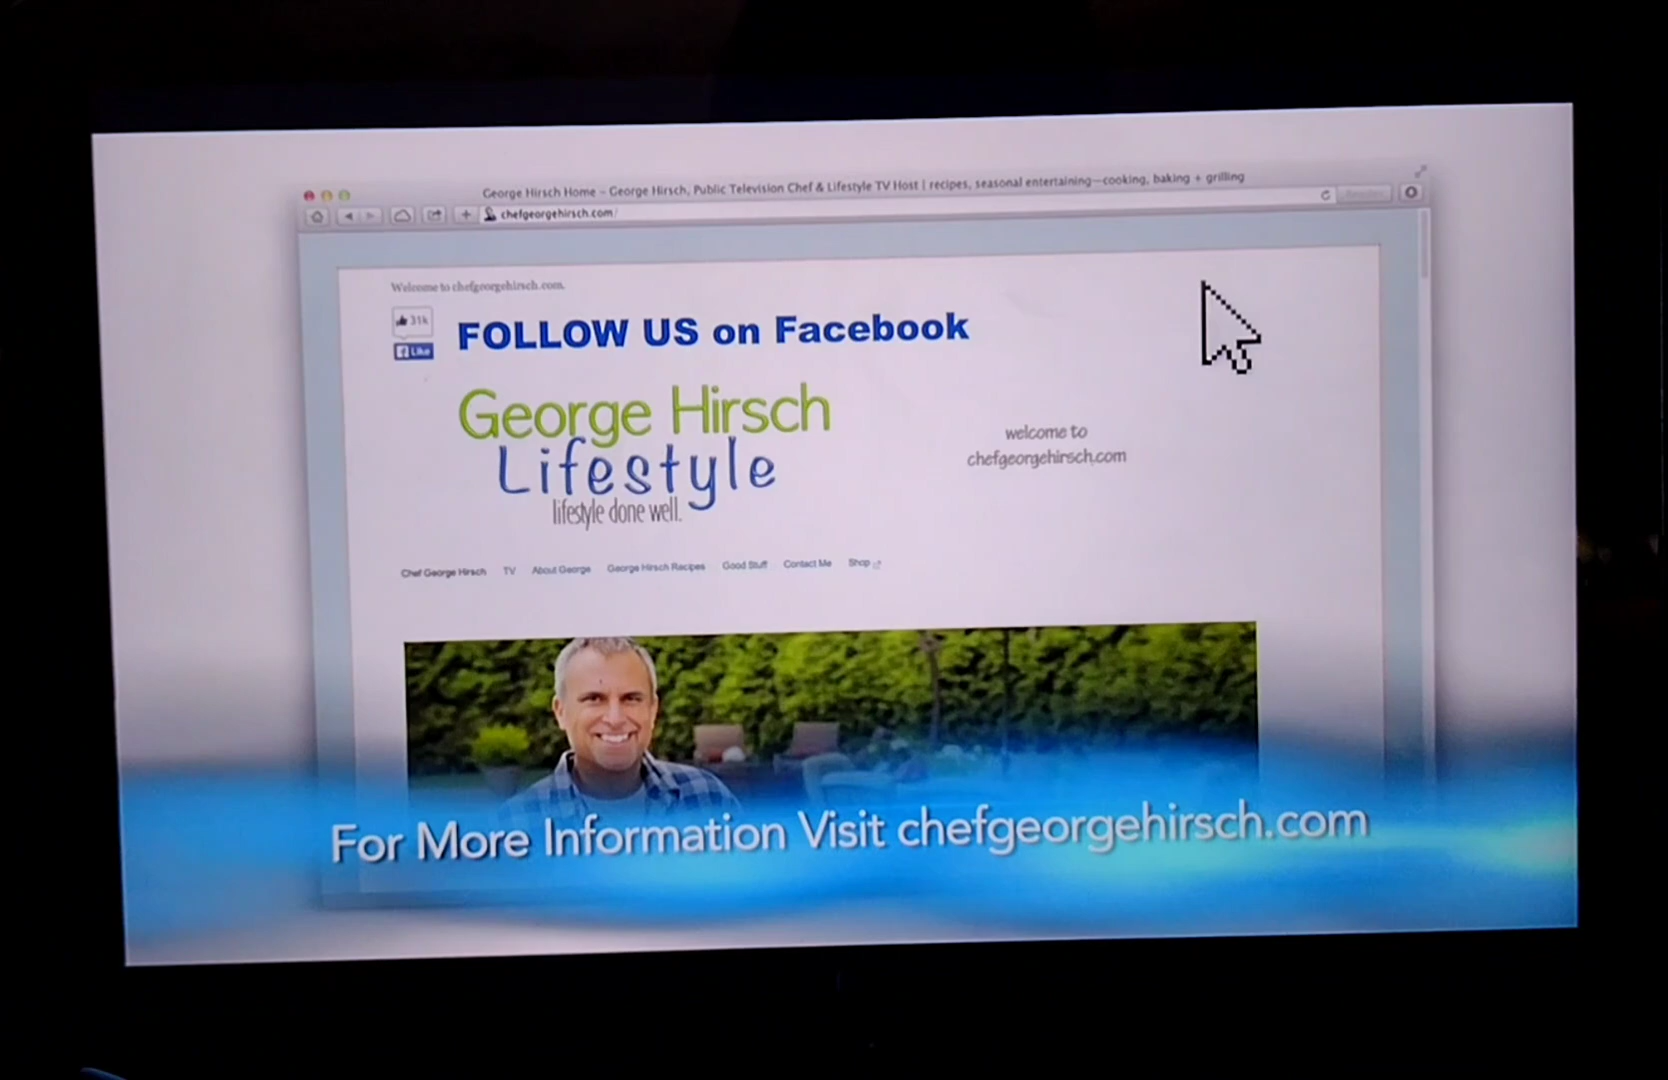 George Hirsch Home – George Hirsch, Public Television Chef & Lifestyle TV Host | recipes, seasonal entertaining—cooking, baking + grilling
chefgeorgehirsch.com/
Welcome to chefgeorgehirsch.com.
31k
Like
FOLLOW US on Facebook
George Hirsch
Lifestyle
lifestyle done well.
welcome to
chefgeorgehirsch.com
Chef George Hirsch TV About George George Hirsch Recipes Good Stuff Contact Me Shop
For More Information Visit chefgeorgehirsch.com